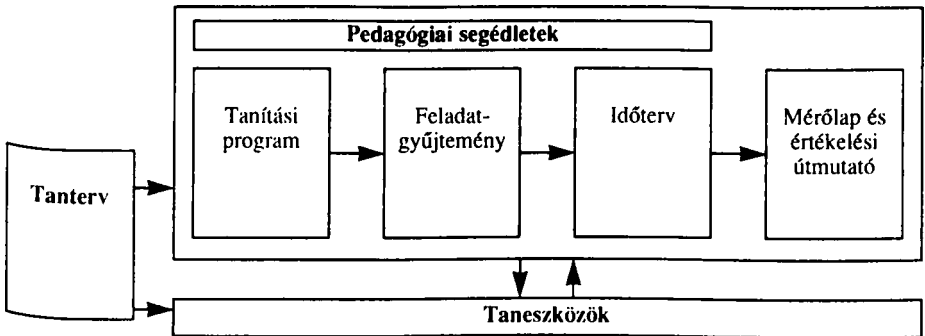 Pedagógiai segédletek
Tanítási
program
Feladat-
gyűjtemény
Időterv
Mérőlap és
értékelési
útmutató
Tanterv
Taneszközök